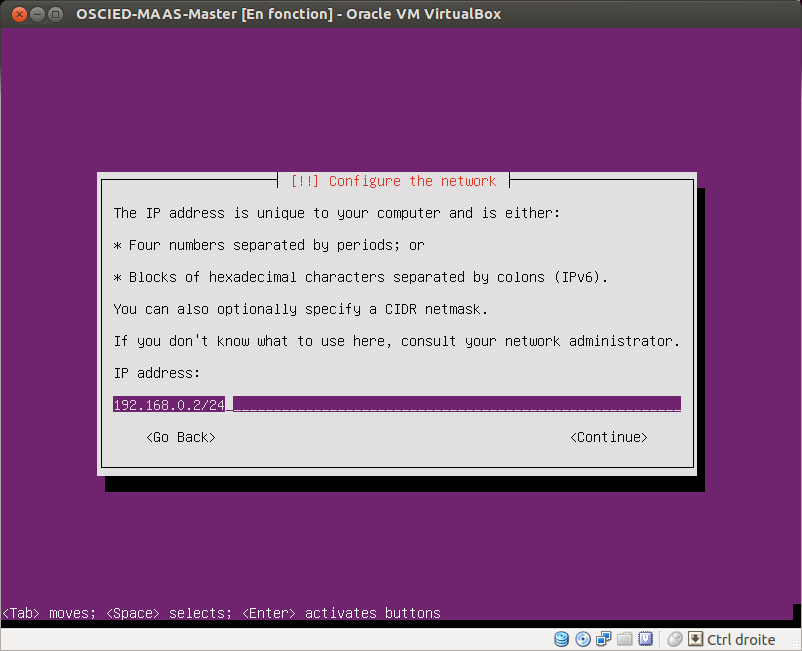 OSCIED-MAAS-Master [En fonction] - Oracle VM VirtualBox
[!!] Configure the network
The IP address is unique to your computer and is either:
* Four numbers separated by periods; or
* Blocks of hexadecimal characters separated by colons (IPv6).
You can also optionally specify a CIDR netmask.
If you don't know what to use here, consult your network administrator.
IP address:
192.168.0.2/24
<Go Back> <Continue>
<Tab> moves; <Space> selects; <Enter> activates buttons
Ctrl droite